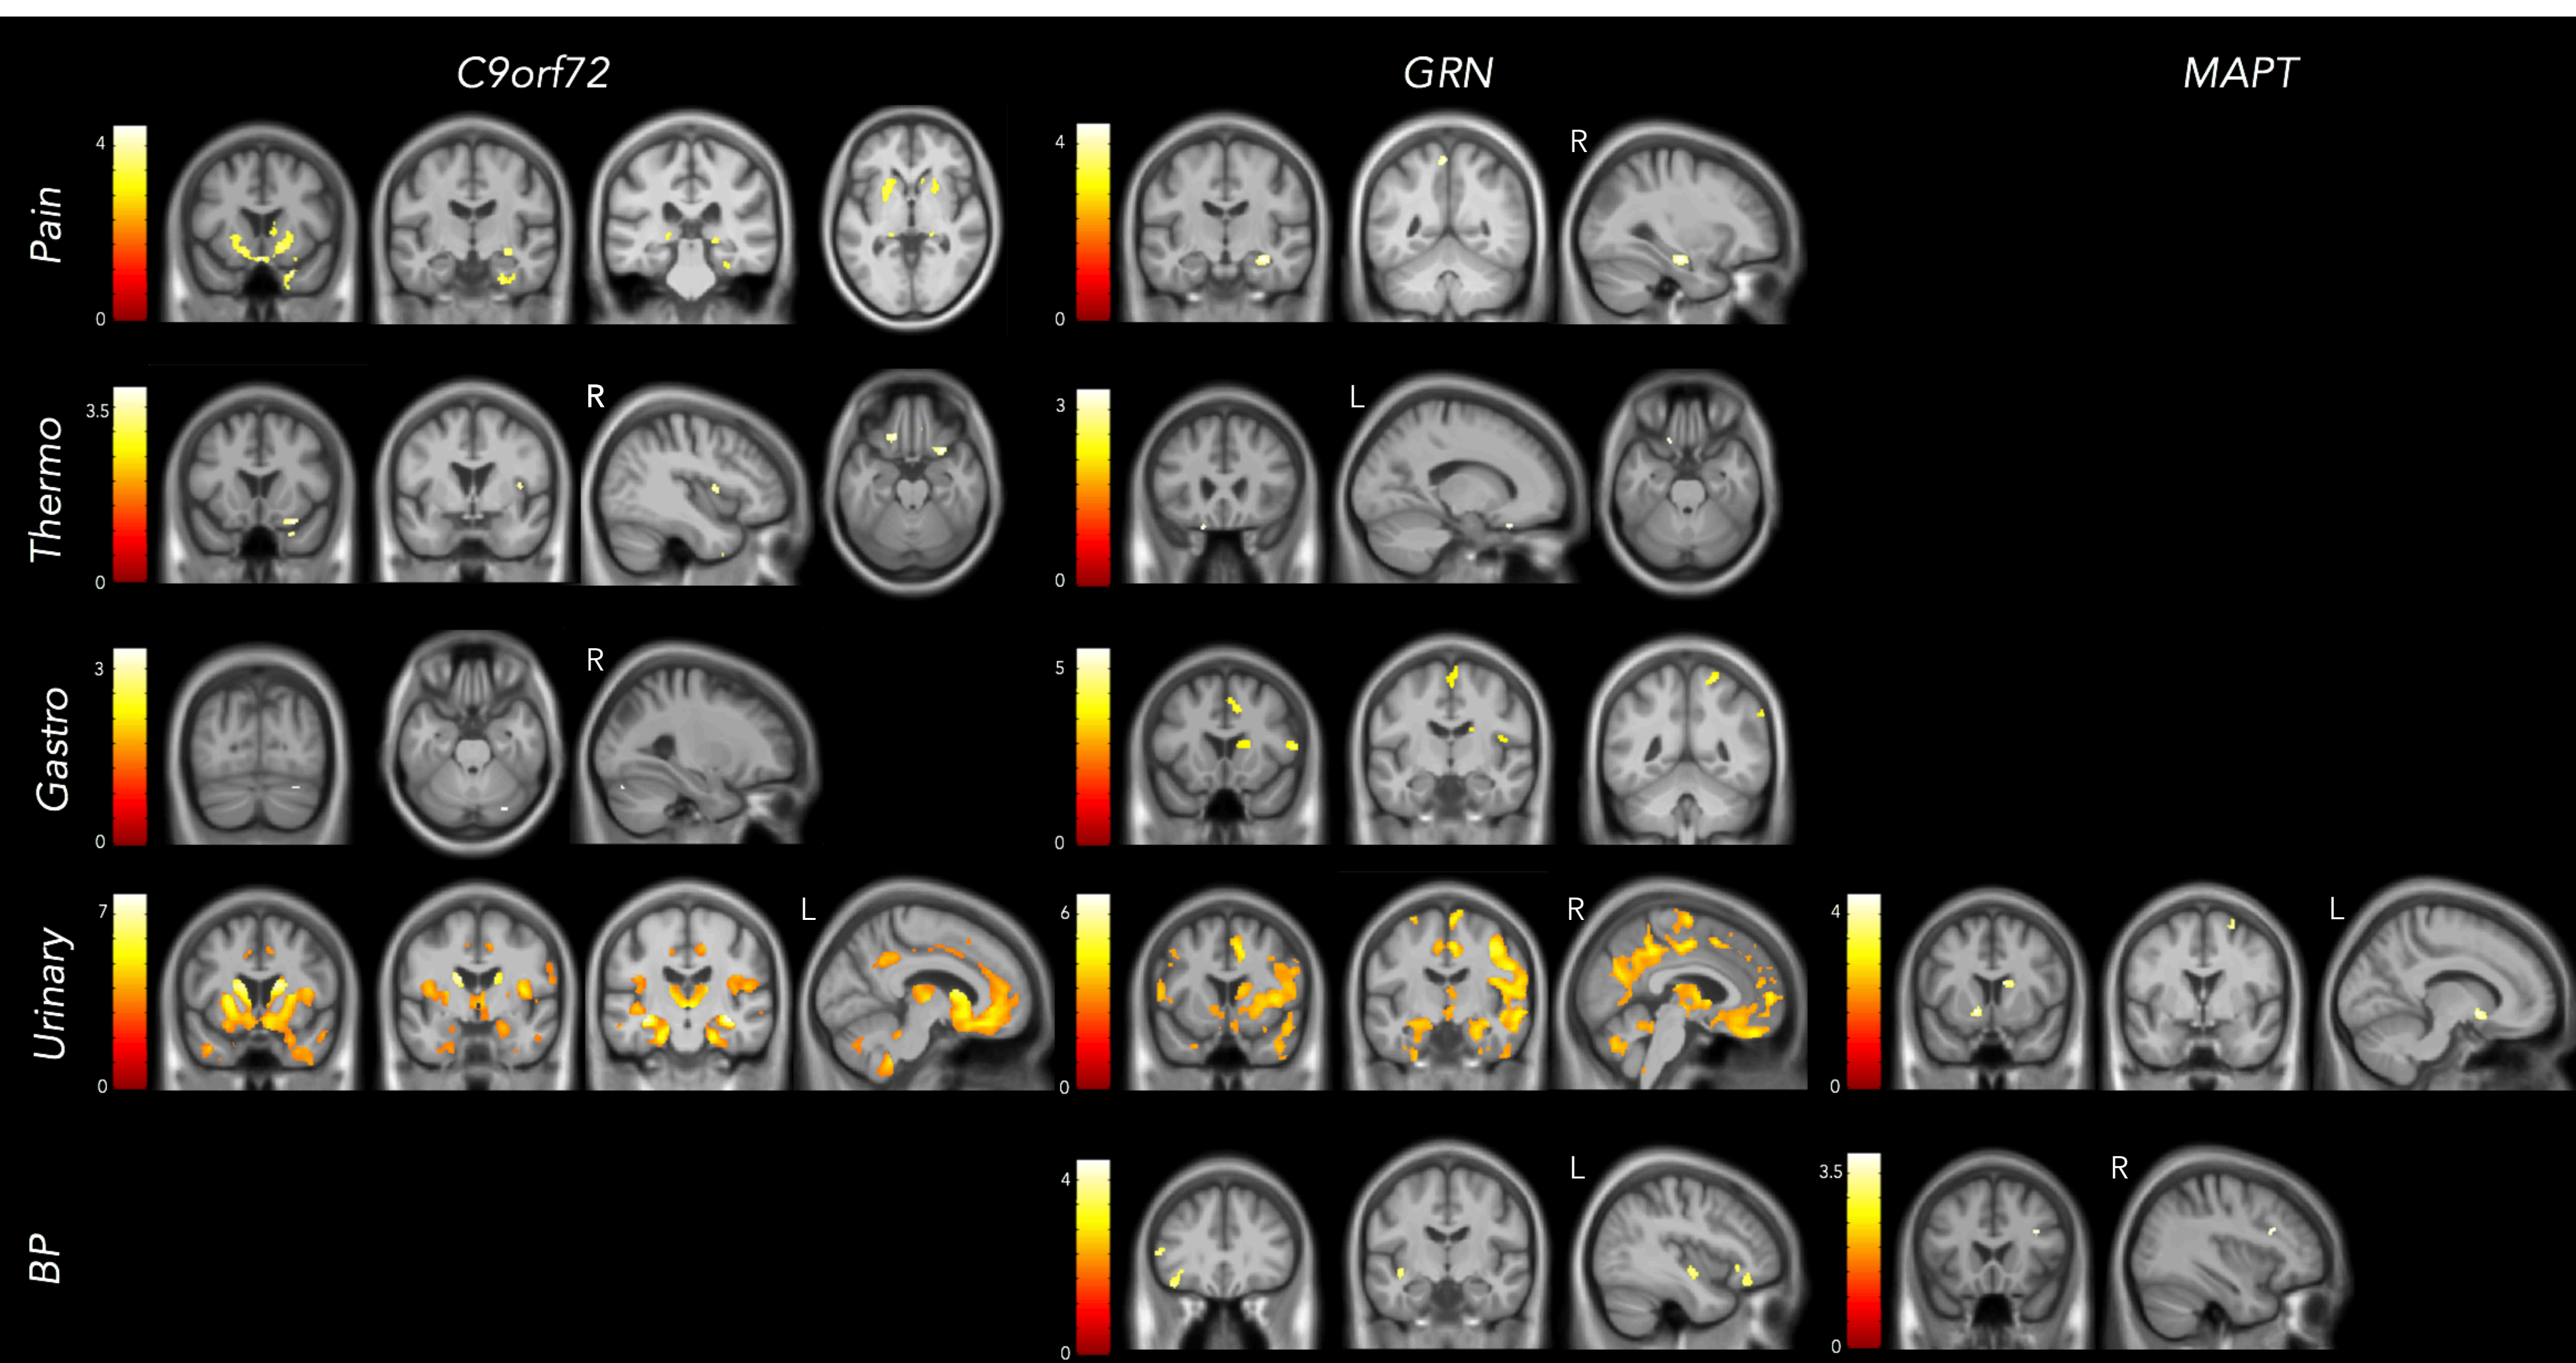 C9orf72 GRN MAPT
Pain 4 0 4 0 R
Thermo 3.5 0 R 3 0 L
Gastro 3 0 R 5 0
Urinary 7 0 L 6 0 R 4 0 L
BP 4 0 L 3.5 0 R